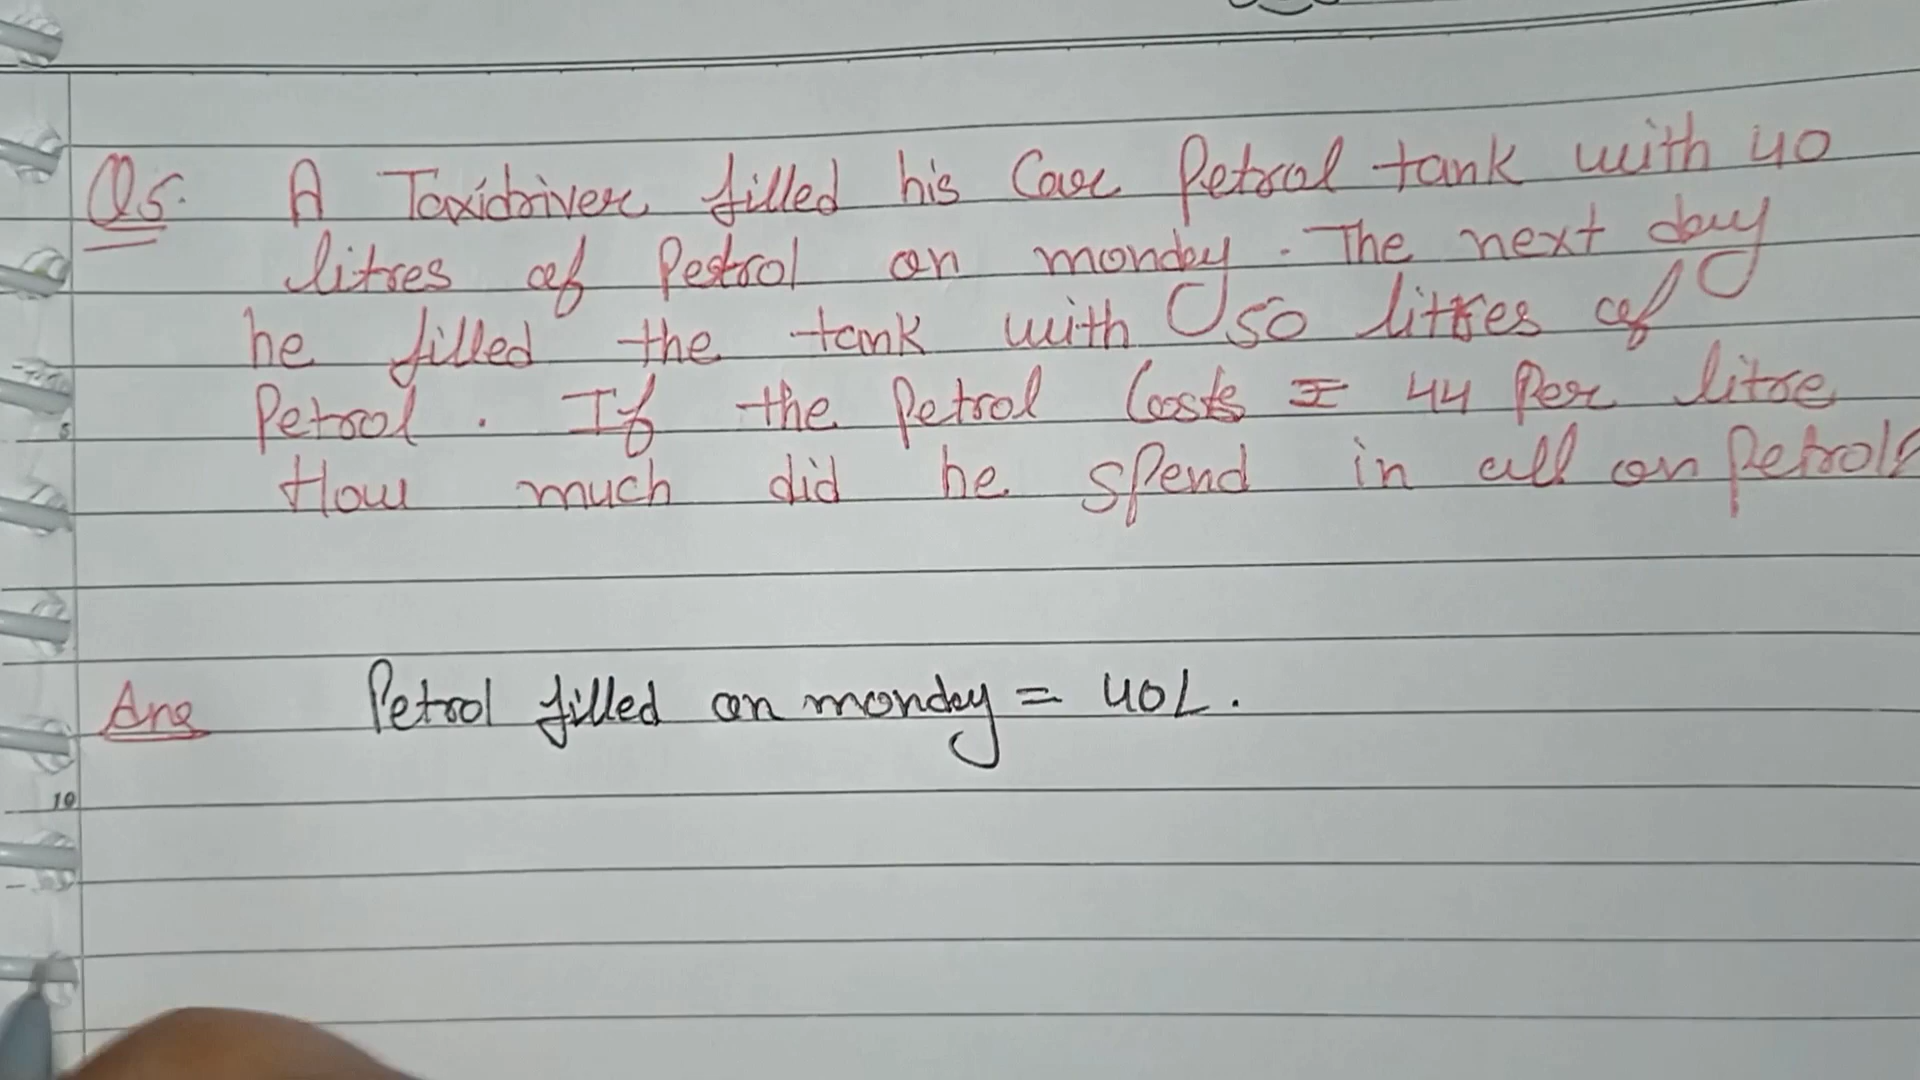 Q5. A Taxidriver filled his Car Petrol tank with 40
litres of Petrol on monday. The next day
he filled the tank with 50 litres of
Petrol. If the Petrol Costs ₹ 44 Per litre
How much did he spend in all on Petrol?
Ans Petrol filled on monday = 40L.
10